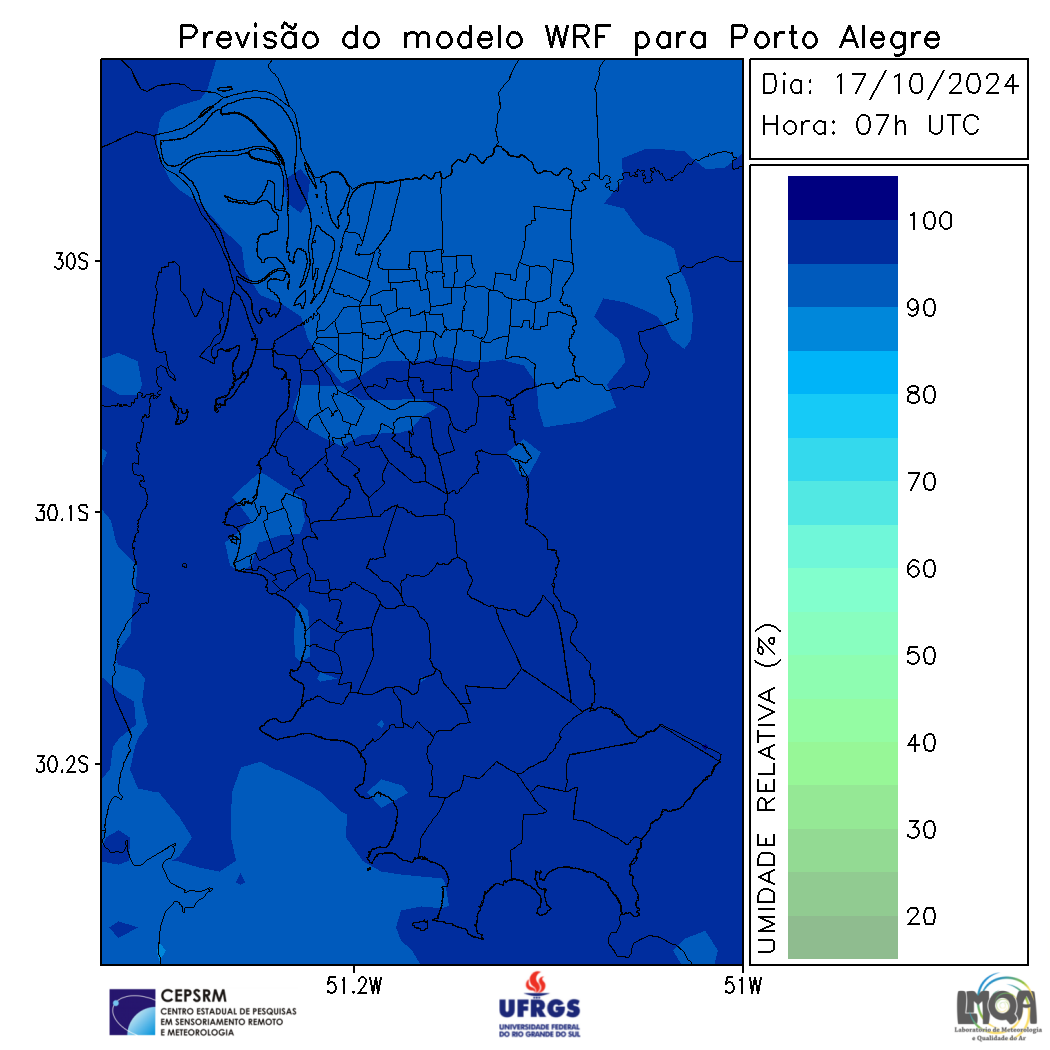 Previsão do modelo WRF para Porto Alegre
Dia: 17/10/2024
Hora: 07h UTC
100
90
80
70
60
50
40
30
20
UMIDADE RELATIVA (%)
30S
30.1S
30.2S
51.2W
51W
CEPSRM
CENTRO ESTADUAL DE PESQUISAS
EM SENSORIAMENTO REMOTO
E METEOROLOGIA
UFRGS
UNIVERSIDADE FEDERAL
DO RIO GRANDE DO SUL
LMQA
Laboratório de Meteorologia
e Qualidade do Ar